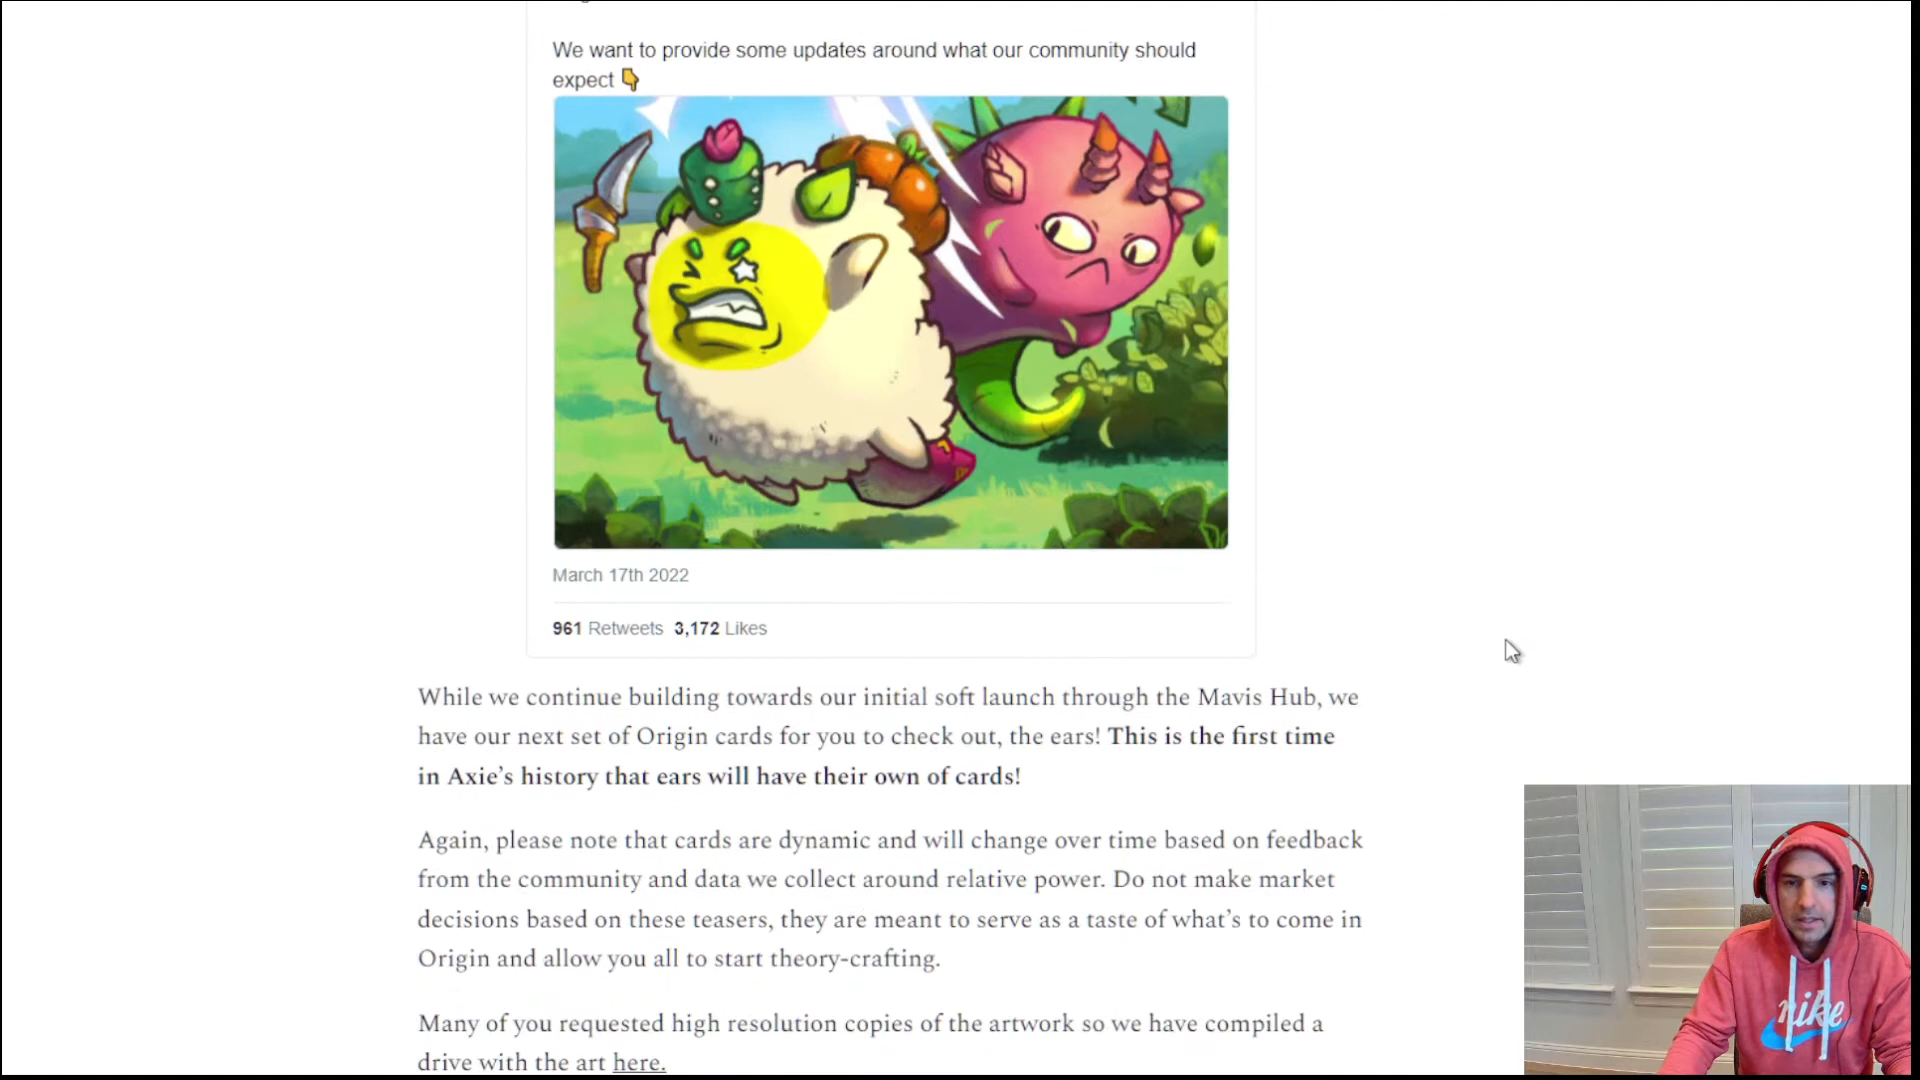 We want to provide some updates around what our community should
expect 👇
March 17th 2022
961 Retweets 3,172 Likes
While we continue building towards our initial soft launch through the Mavis Hub, we
have our next set of Origin cards for you to check out, the ears! This is the first time
in Axie’s history that ears will have their own of cards!
Again, please note that cards are dynamic and will change over time based on feedback
from the community and data we collect around relative power. Do not make market
decisions based on these teasers, they are meant to serve as a taste of what’s to come in
Origin and allow you all to start theory-crafting.
Many of you requested high resolution copies of the artwork so we have compiled a
drive with the art here.
nike